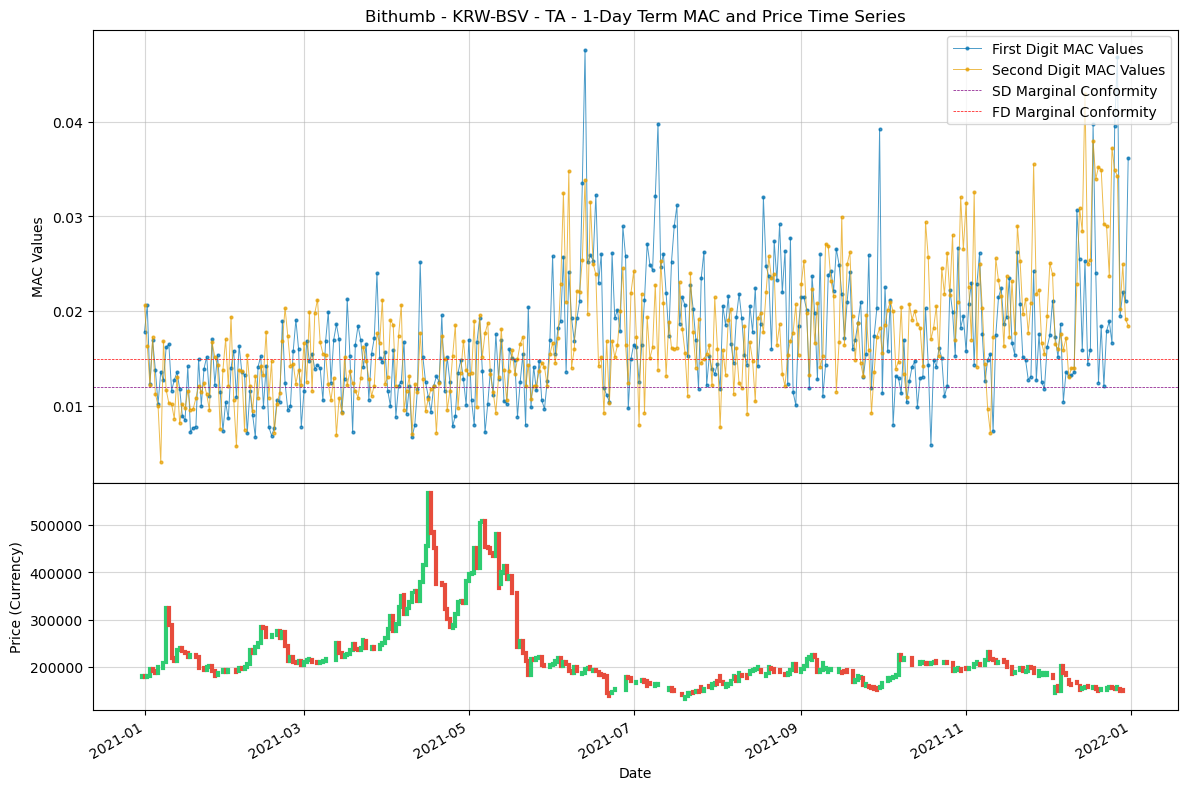 Bithumb - KRW-BSV - TA - 1-Day Term MAC and Price Time Series
First Digit MAC Values
Second Digit MAC Values
SD Marginal Conformity
FD Marginal Conformity
MAC Values
0.04
0.03
0.02
0.01
Price (Currency)
500000
400000
300000
200000
2021-01
2021-03
2021-05
2021-07
2021-09
2021-11
2022-01
Date